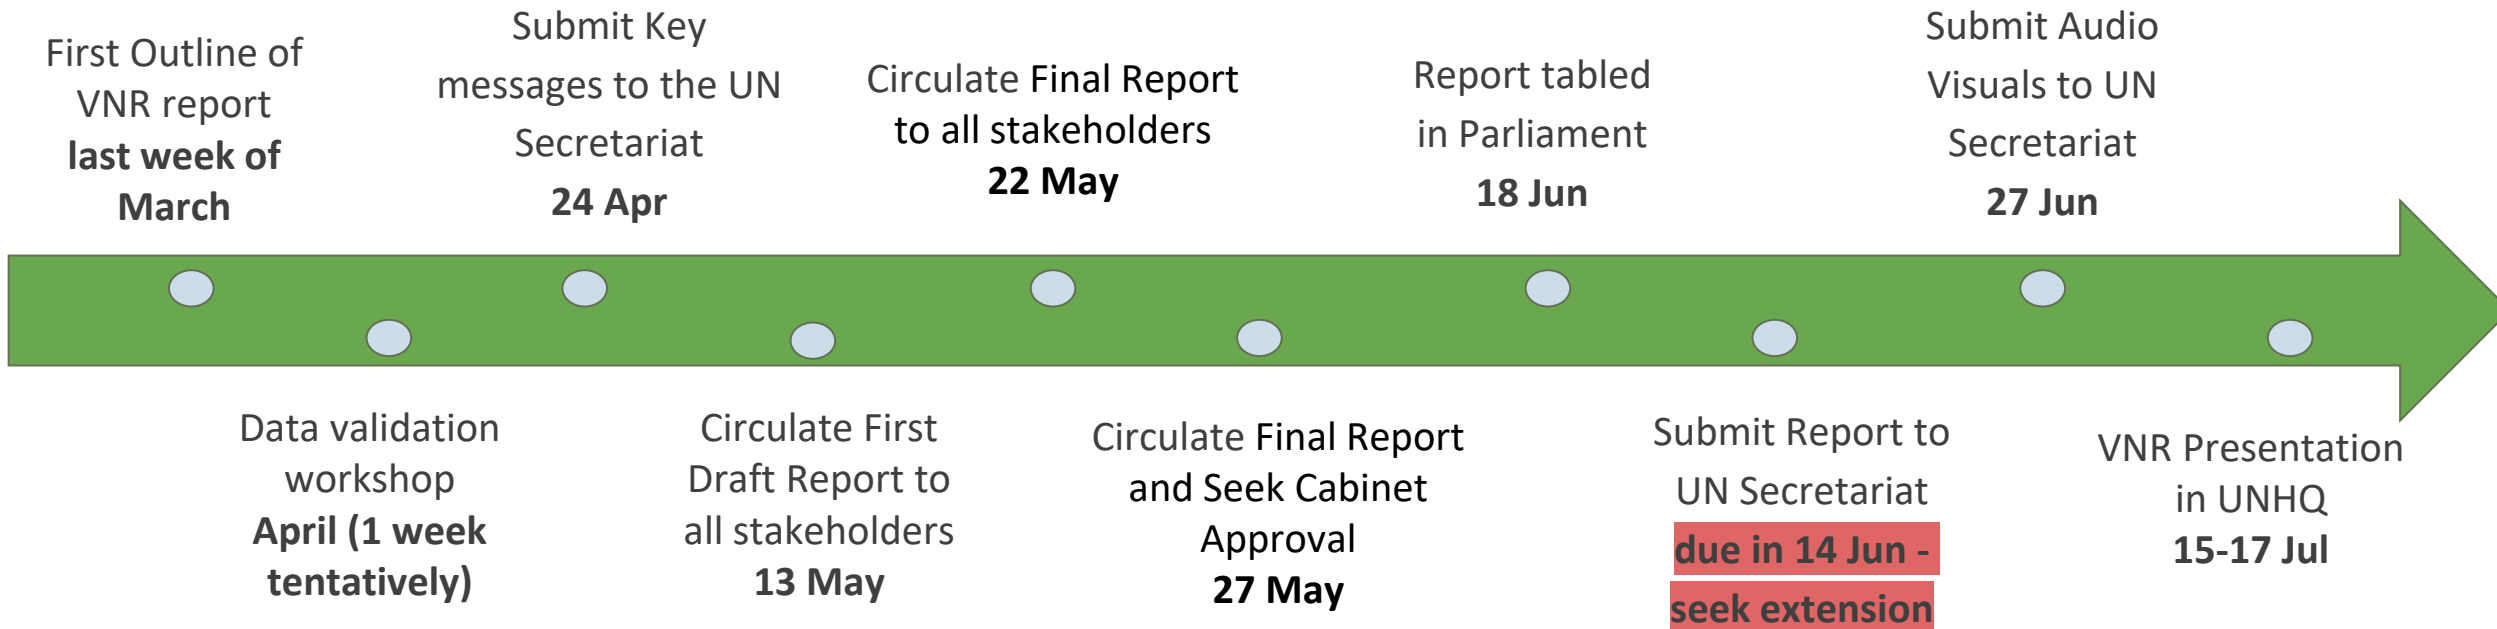 First Outline of
VNR report
last week of
March
Submit Key
messages to the UN
Secretariat
24 Apr
Circulate Final Report
to all stakeholders
22 May
Report tabled
in Parliament
18 Jun
Submit Audio
Visuals to UN
Secretariat
27 Jun
Data validation
workshop
April (1 week
tentatively)
Circulate First
Draft Report to
all stakeholders
13 May
Circulate Final Report
and Seek Cabinet
Approval
27 May
Submit Report to
UN Secretariat
due in 14 Jun -
seek extension
VNR Presentation
in UNHQ
15-17 Jul